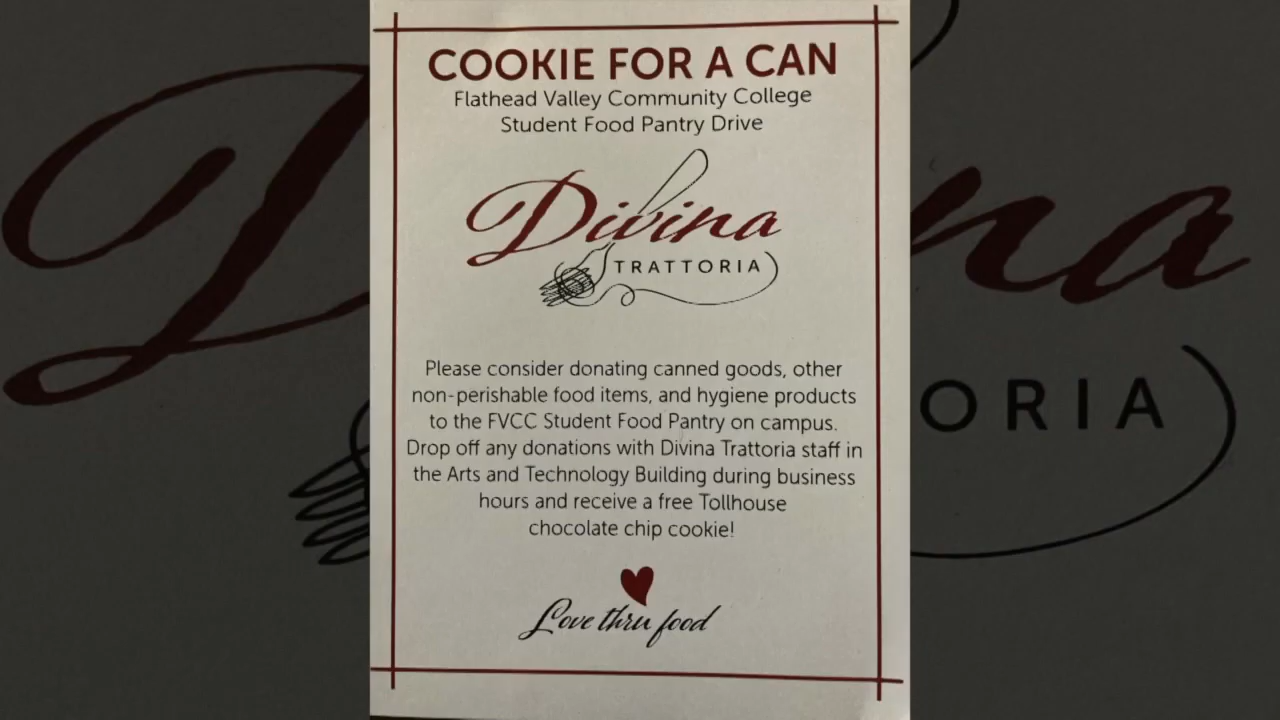 COOKIE FOR A CAN
Flathead Valley Community College
Student Food Pantry Drive
Divina
TRATTORIA
Please consider donating canned goods, other
non-perishable food items, and hygiene products
to the FVCC Student Food Pantry on campus.
Drop off any donations with Divina Trattoria staff in
the Arts and Technology Building during business
hours and receive a free Tollhouse
chocolate chip cookie!
Love thru food